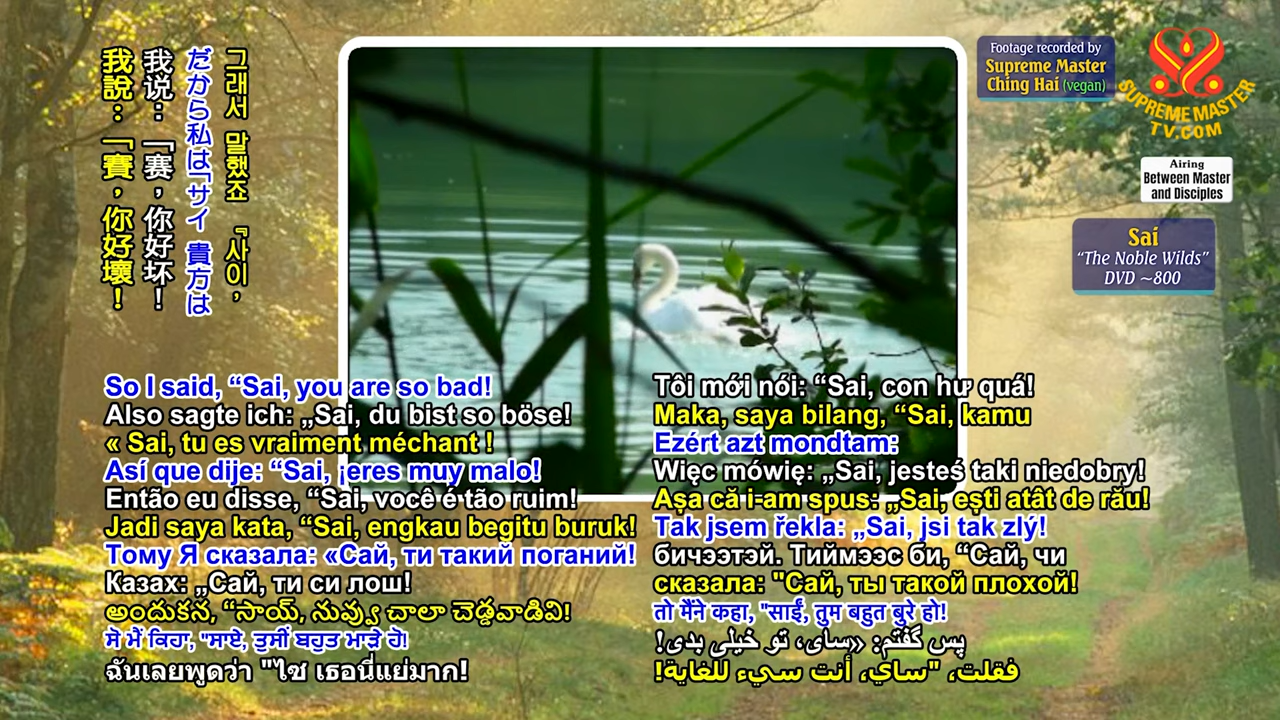 我說：「賽，你好壞！
我说：「赛，你好坏！
だから私は「サイ 貴方は
그래서 말했죠 『사이,
Footage recorded by
Supreme Master
Ching Hai (vegan)
SUPREME MASTER
TV.COM
Airing
Between Master
and Disciples
Sai
“The Noble Wilds”
DVD ~800
So I said, “Sai, you are so bad!
Also sagte ich: „Sai, du bist so böse!
« Sai, tu es vraiment méchant !
Así que dije: “Sai, ¡eres muy malo!
Então eu disse, “Sai, você é tão ruim!
Jadi saya kata, “Sai, engkau begitu buruk!
Тому Я сказала: «Сай, ти такий поганий!
Казах: „Сай, ти си лош!
అందుకని, “సాయ్, నువ్వు చాలా చెడ్డవాడివి!
ਸੋ ਮੈਂ ਕਿਹਾ, "ਸਾਏ, ਤੁਸੀਂ ਬਹੁਤ ਮਾੜੇ ਹੋ!
ฉันเลยพูดว่า "ไซ เธอนี่แย่มาก!
Tôi mới nói: “Sai, con hư quá!
Maka, saya bilang, “Sai, kamu
Ezért azt mondtam:
Więc mówię: „Sai, jesteś taki niedobry!
Așa că i-am spus: „Sai, ești atât de rău!
Tak jsem řekla: „Sai, jsi tak zlý!
бичээтэй. Тиймээс би, “Сай, чи
сказала: "Сай, ты такой плохой!
तो मैंने कहा, "साईं, तुम बहुत बुरे हो!
پس گفتم: «سای، تو خیلی بدی!
فقلت، "ساي، أنت سيء للغاية!